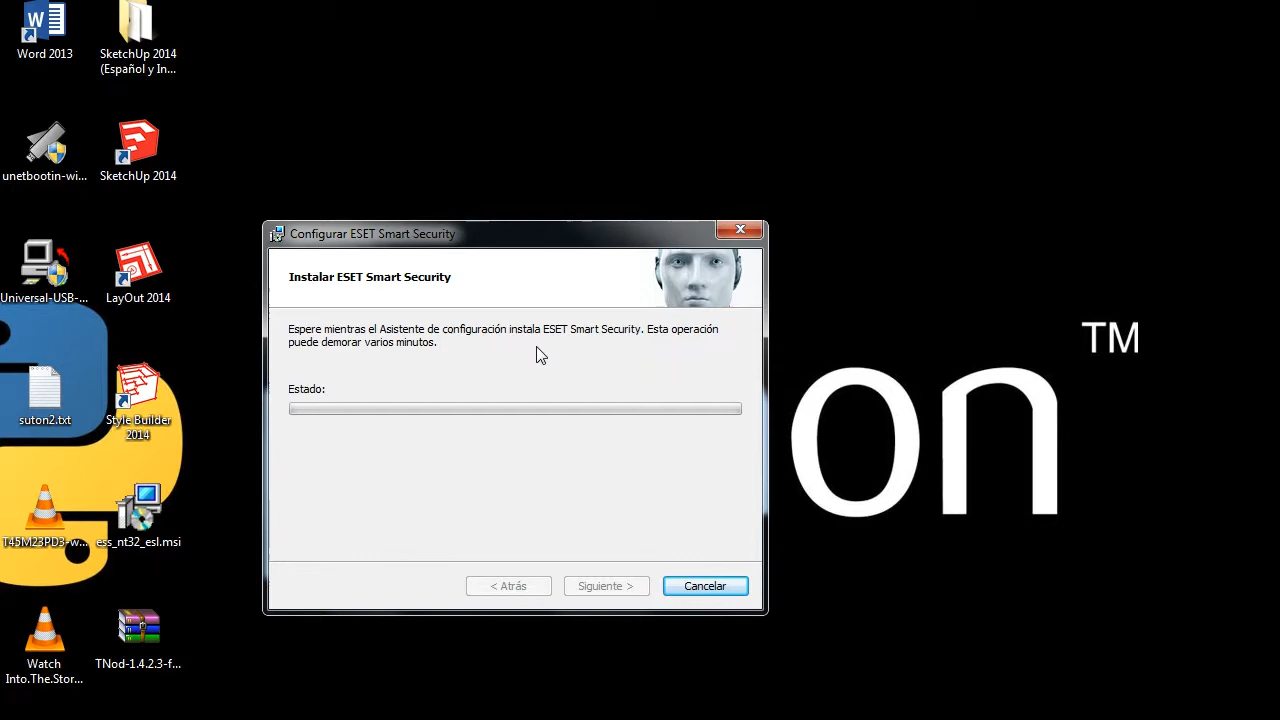 Word 2013
SketchUp 2014
(Español y In...
unetbootin-wi...
SketchUp 2014
Universal-USB-...
LayOut 2014
suton2.txt
Style Builder
2014
T45M23PD3-w...
ess_nt32_esl.msi
Watch
Into.The.Stor...
TNod-1.4.2.3-f...
Configurar ESET Smart Security
Instalar ESET Smart Security
Espere mientras el Asistente de configuración instala ESET Smart Security. Esta operación
puede demorar varios minutos.
Estado:
< Atrás
Siguiente >
Cancelar
on
TM